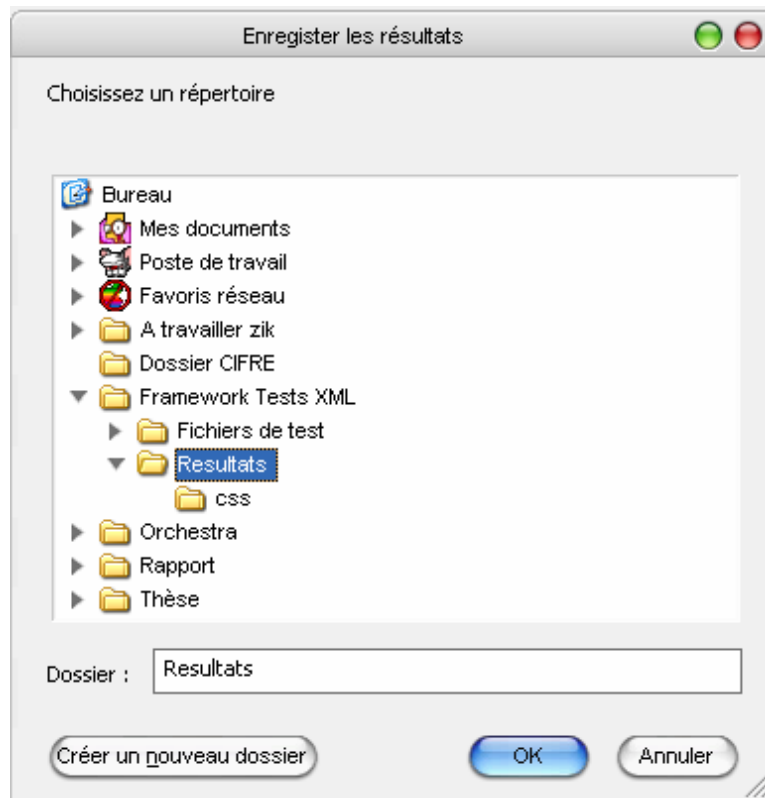 Enregister les résultats
Choisissez un répertoire
Bureau
Mes documents
Poste de travail
Favoris réseau
A travailler zik
Dossier CIFRE
Framework Tests XML
Fichiers de test
Resultats
css
Orchestra
Rapport
Thèse
Dossier : Resultats
Créer un nouveau dossier OK Annuler